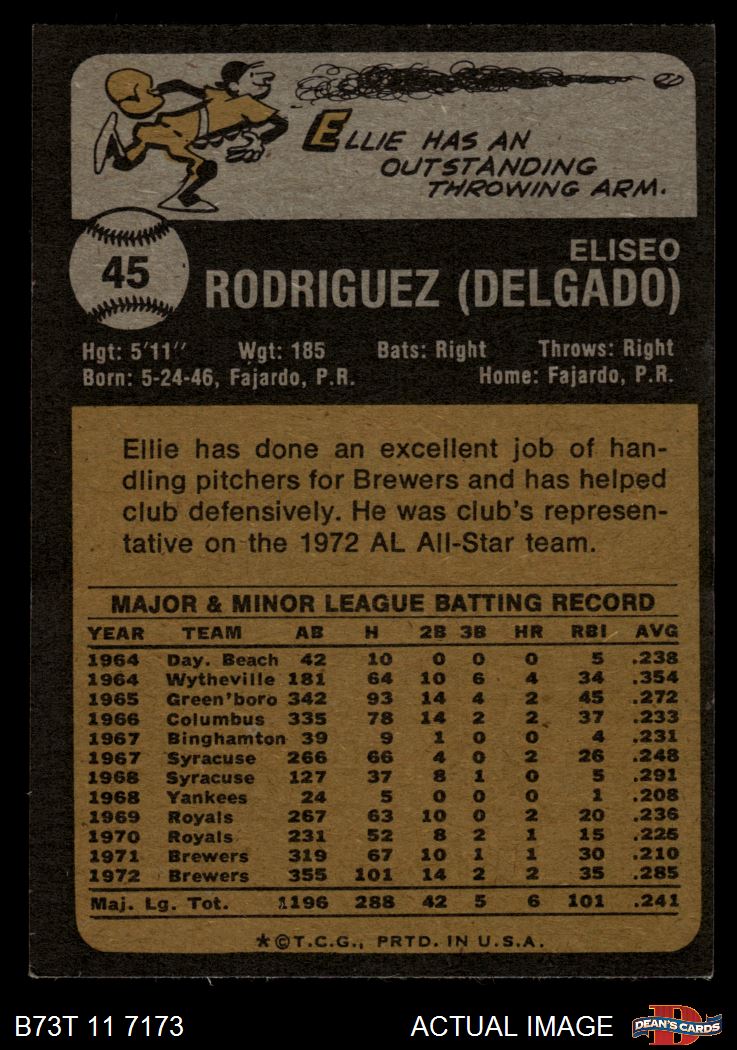 ELLIE HAS AN
OUTSTANDING
THROWING ARM.
45
ELISEO
RODRIGUEZ (DELGADO)
Hgt: 5'11" Wgt: 185 Bats: Right Throws: Right
Born: 5-24-46, Fajardo, P.R. Home: Fajardo, P.R.
Ellie has done an excellent job of han-
dling pitchers for Brewers and has helped
club defensively. He was club's represen-
tative on the 1972 AL All-Star team.
MAJOR & MINOR LEAGUE BATTING RECORD
YEAR TEAM AB H 2B 3B HR RBI AVG
1964 Day. Beach 42 10 0 0 0 5 .238
1964 Wytheville 181 64 10 6 4 34 .354
1965 Green'boro 342 93 14 4 2 45 .272
1966 Columbus 335 78 14 2 2 37 .233
1967 Binghamton 39 9 1 0 0 4 .231
1967 Syracuse 266 66 4 0 2 26 .248
1968 Syracuse 127 37 8 1 0 5 .291
1968 Yankees 24 5 0 0 0 1 .208
1969 Royals 267 63 10 0 2 20 .236
1970 Royals 231 52 8 2 1 15 .225
1971 Brewers 319 67 10 1 1 30 .210
1972 Brewers 355 101 14 2 2 35 .285
Maj. Lg. Tot. 1196 288 42 5 6 101 .241
*©T.C.G., PRTD. IN U.S.A.
B73T 11 7173 ACTUAL IMAGE DEAN'S CARDS